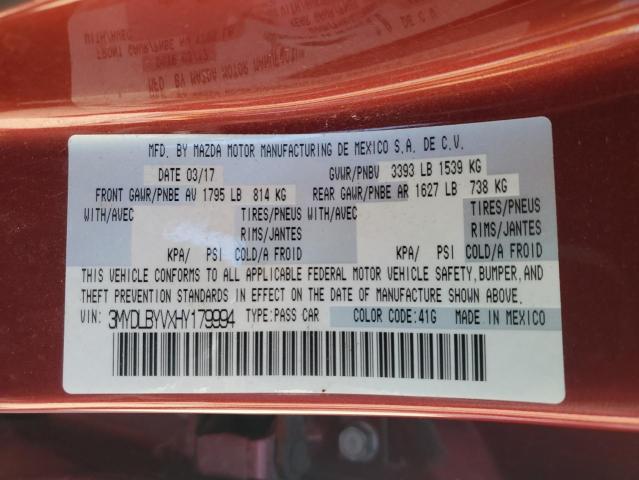 MFD. BY MAZDA MOTOR MANUFACTURING DE MEXICO S.A. DE C.V.
DATE 03/17 GVWR/PNBV 3393 LB 1539 KG
FRONT GAWR/PNBE AV 1795 LB 814 KG REAR GAWR/PNBE AR 1627 LB 738 KG
WITH/AVEC TIRES/PNEUS WITH/AVEC TIRES/PNEUS
RIMS/JANTES RIMS/JANTES
KPA/ PSI COLD/A FROID KPA/ PSI COLD/A FROID
THIS VEHICLE CONFORMS TO ALL APPLICABLE FEDERAL MOTOR VEHICLE SAFETY, BUMPER, AND
THEFT PREVENTION STANDARDS IN EFFECT ON THE DATE OF MANUFACTURE SHOWN ABOVE.
VIN: 3MYDLBYVXHY179994 TYPE: PASS CAR COLOR CODE: 41G MADE IN MEXICO